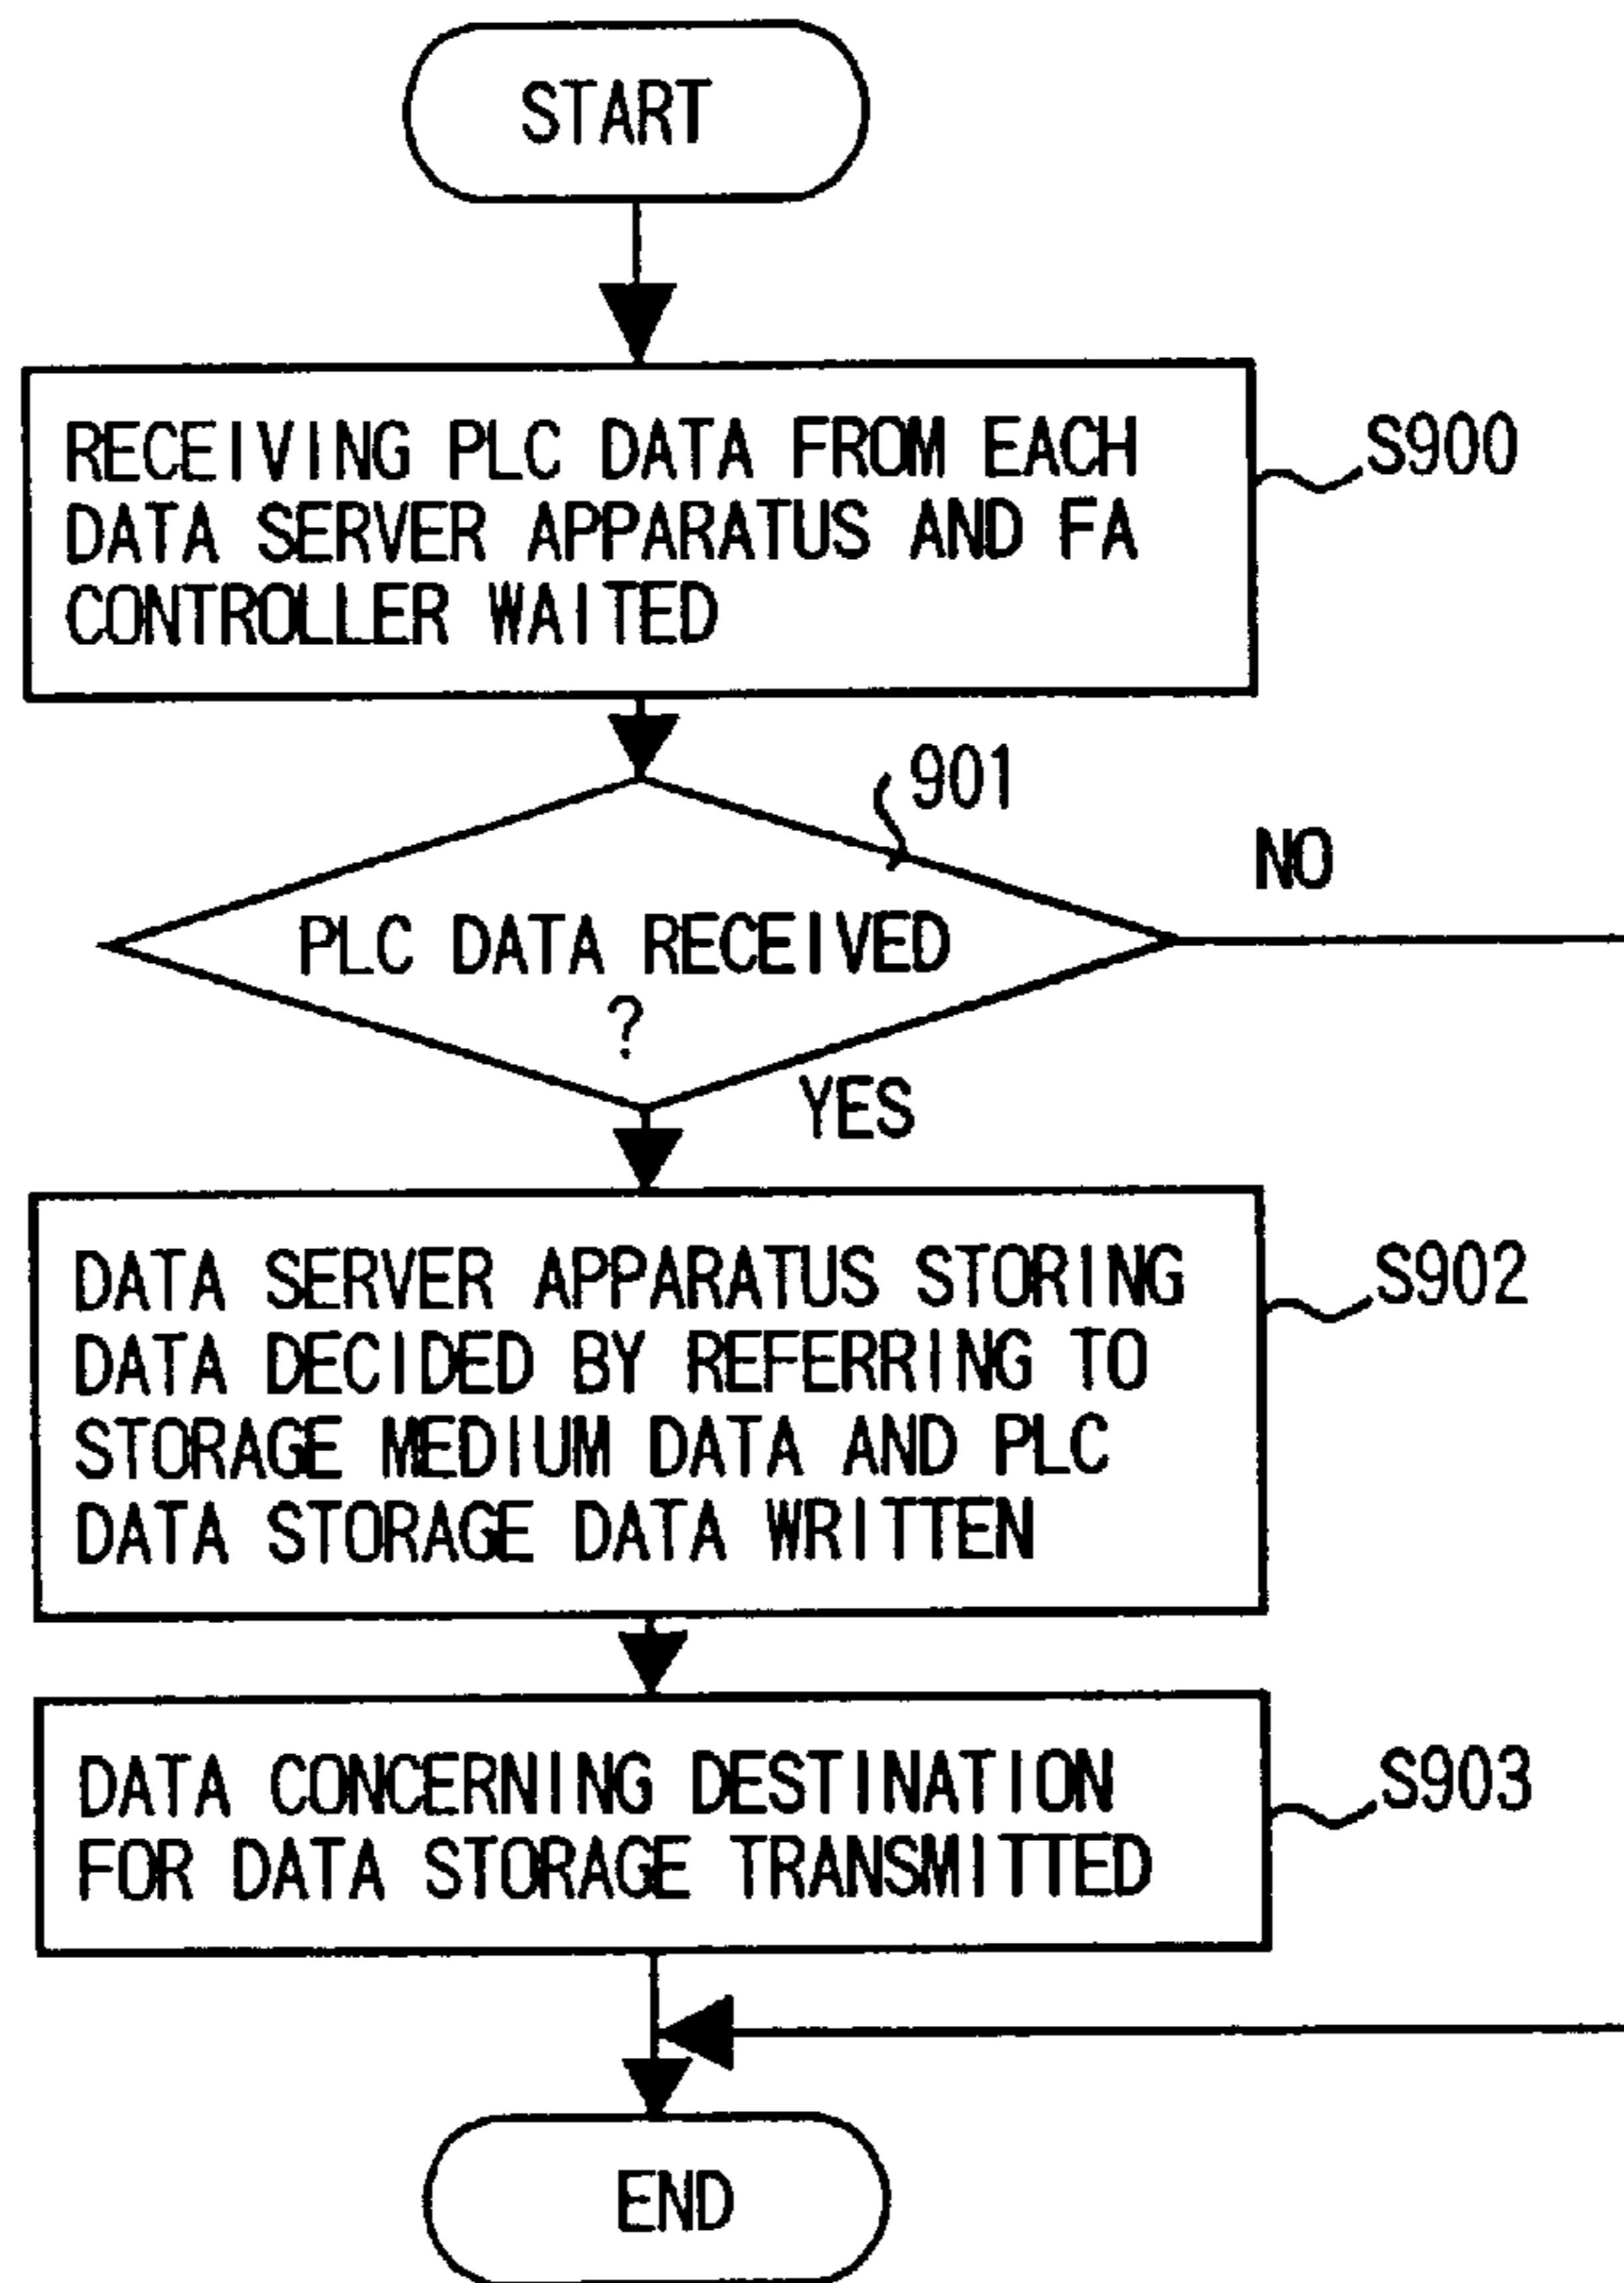 START
RECEIVING PLC DATA FROM EACH
DATA SERVER APPARATUS AND FA
CONTROLLER WAITED
S900
901
NO
PLC DATA RECEIVED
?
YES
DATA SERVER APPARATUS STORING
DATA DECIDED BY REFERRING TO
STORAGE MEDIUM DATA AND PLC
DATA STORAGE DATA WRITTEN
S902
DATA CONCERNING DESTINATION
FOR DATA STORAGE TRANSMITTED
S903
END